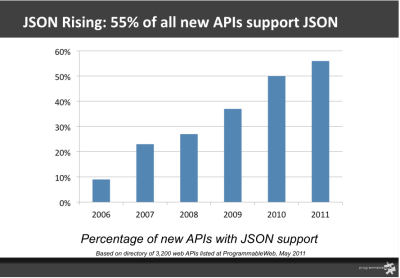 JSON Rising: 55% of all new APIs support JSON
60%
50%
40%
30%
20%
10%
0%
2006 2007 2008 2009 2010 2011
Percentage of new APIs with JSON support
Based on directory of 3,200 web APIs listed at ProgrammableWeb, May 2011
programmableweb